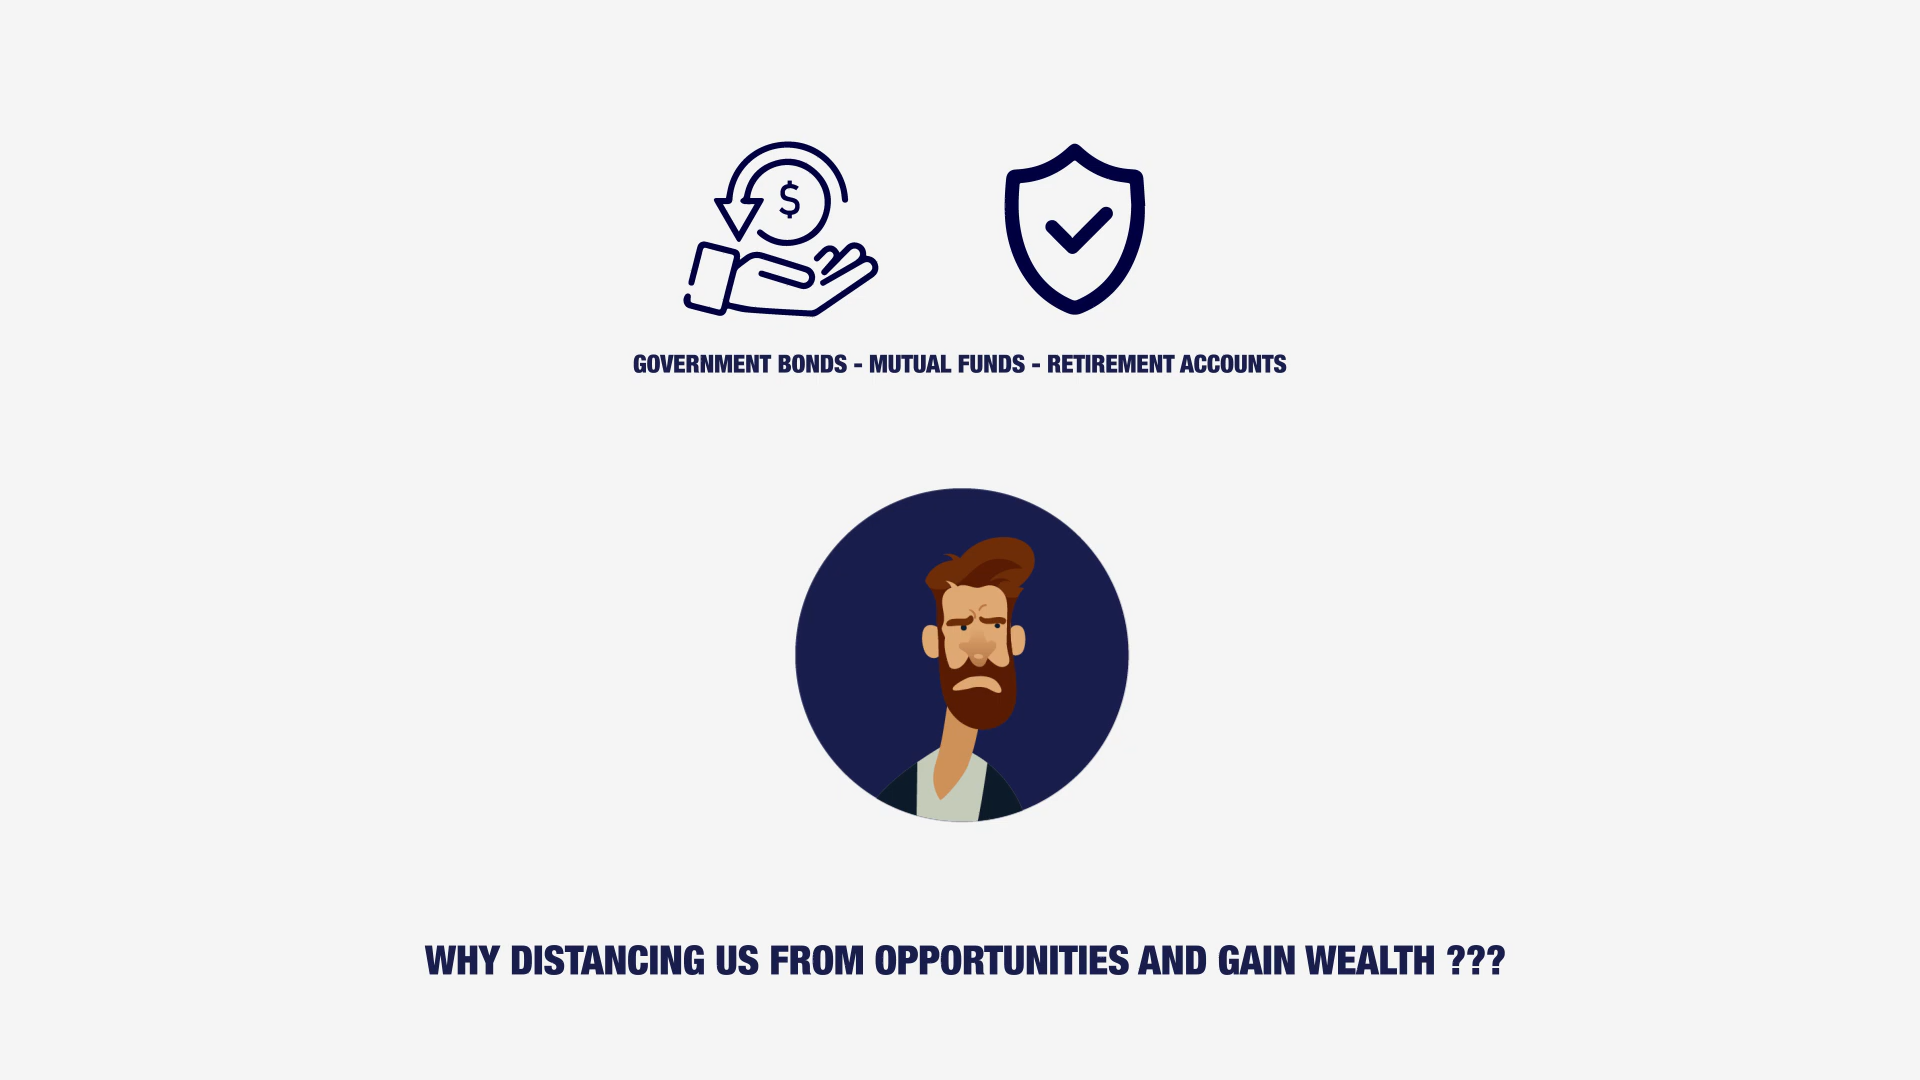 $
GOVERNMENT BONDS - MUTUAL FUNDS - RETIREMENT ACCOUNTS
WHY DISTANCING US FROM OPPORTUNITIES AND GAIN WEALTH ???